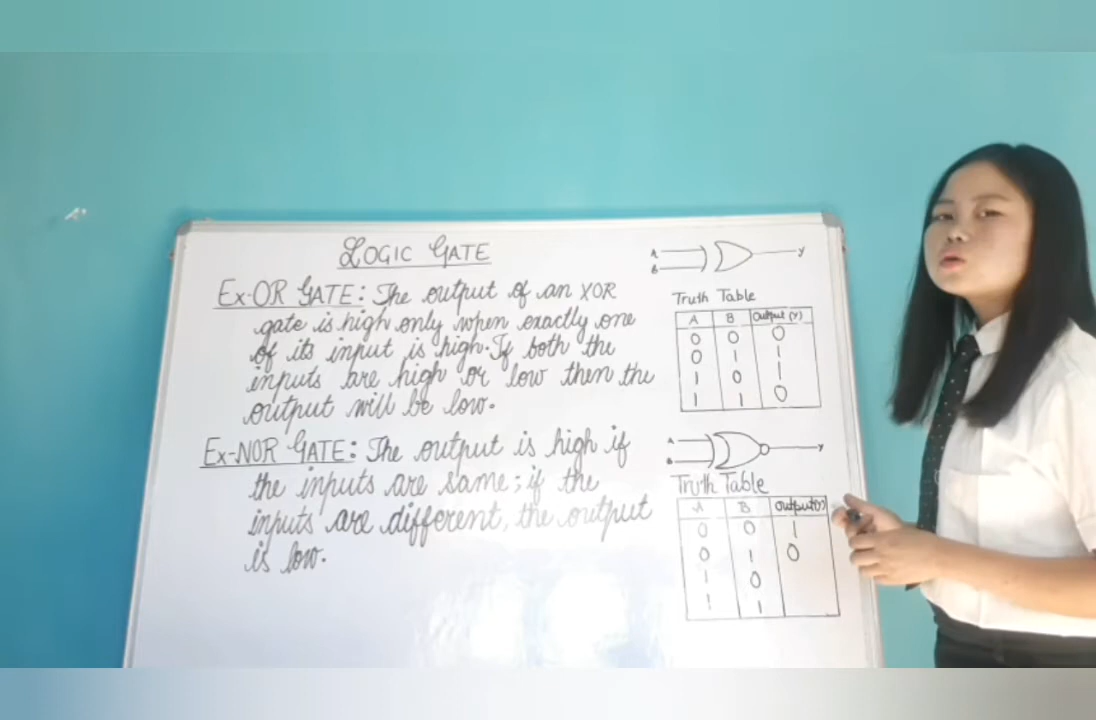 LOGIC GATE
Ex-OR GATE: The output of an XOR
gate is high only when exactly one
of its input is high. If both the
inputs are high or low then the
output will be low.
Ex-NOR GATE: The output is high if
the inputs are same; if the
inputs are different, the output
is low.
A
B
Y
Truth Table
A B Output (Y)
0 0 0
0 1 1
1 0 1
1 1 0
A
B
Y
Truth Table
A B Output(Y)
0 0 1
0 1 0
1 0
1 1